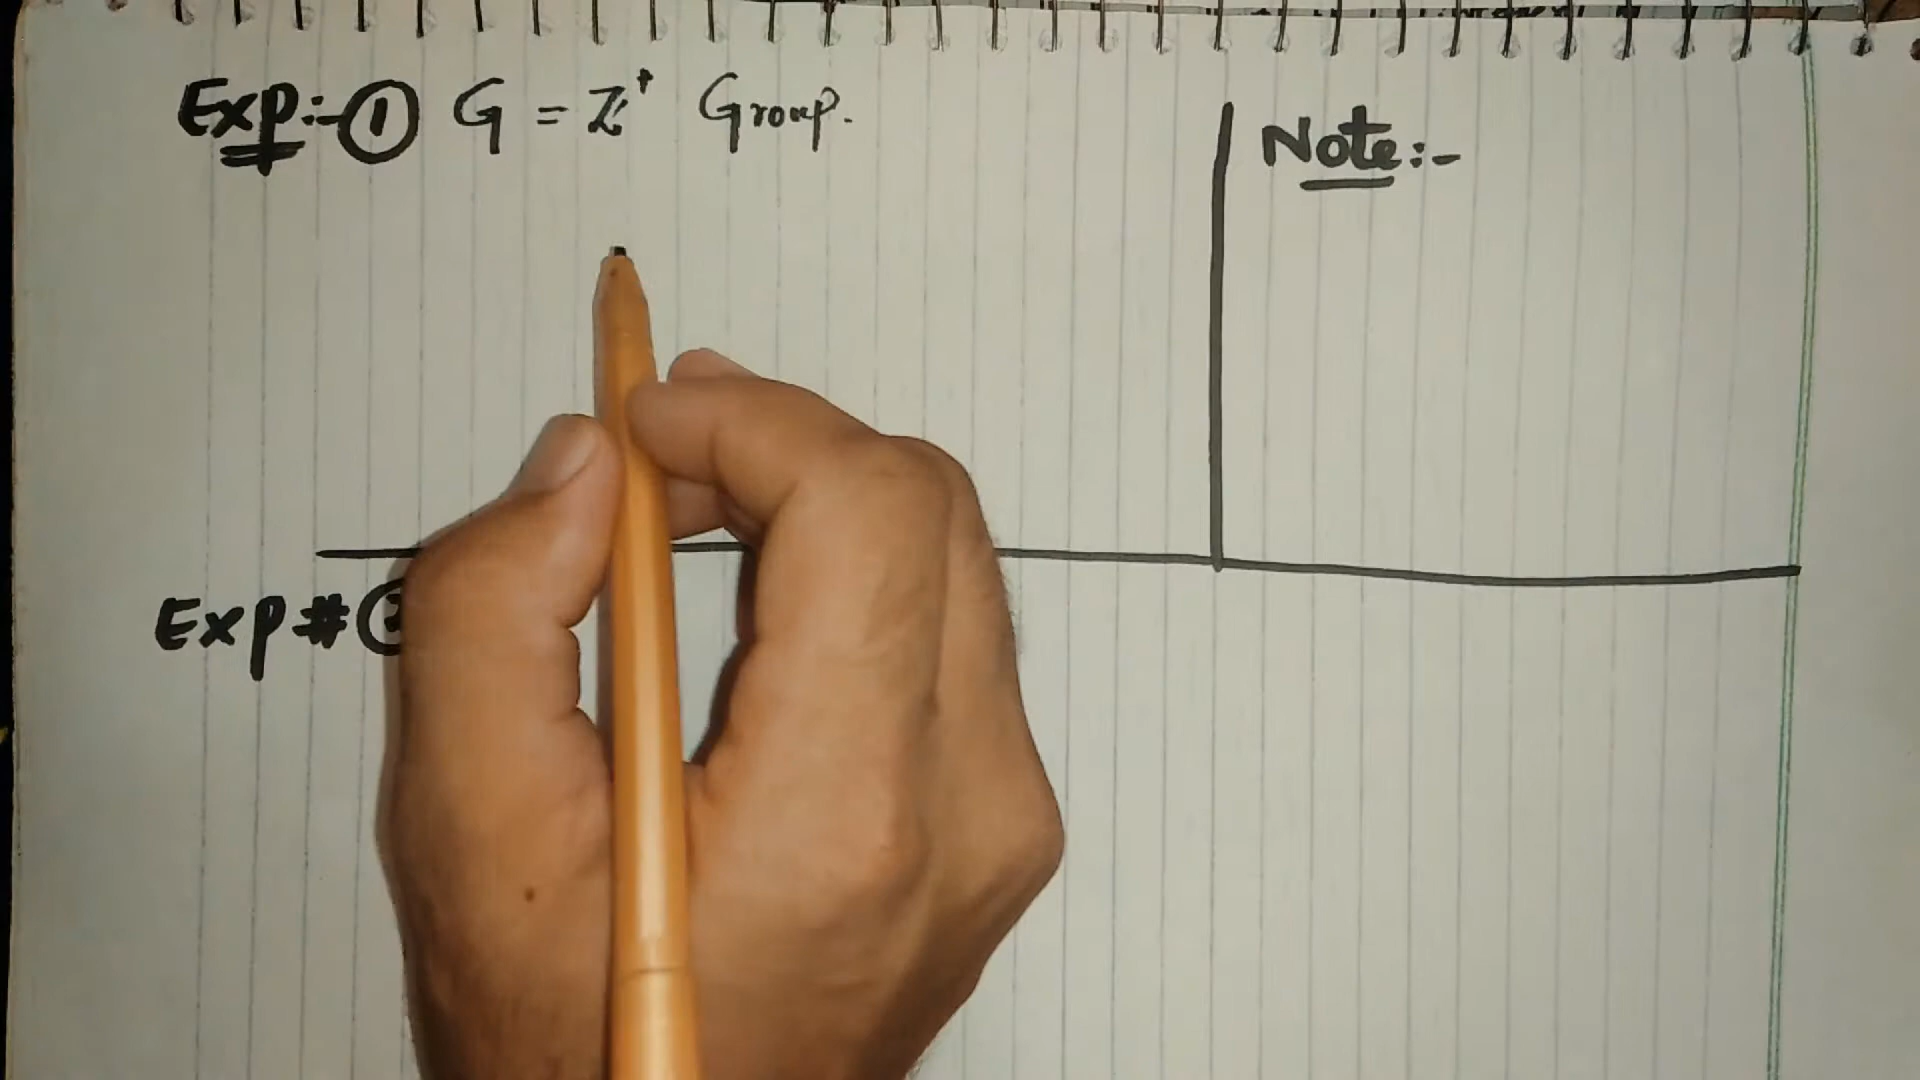 Exp:-① G = Z⁺ Group.
Note:-
Exp #